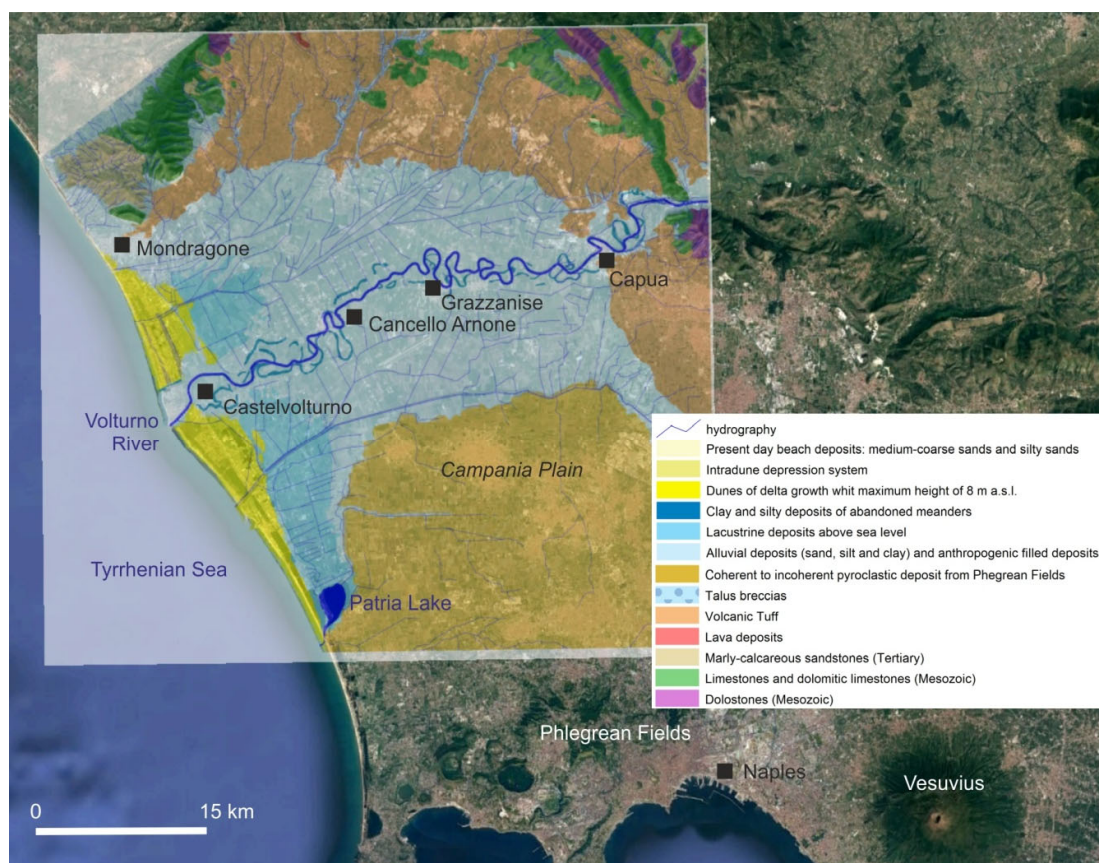 Mondragone
Capua
Grazzanise
Cancello Arnone
Castelvolturno
Volturno
River
Campania Plain
Tyrrhenian Sea
Patria Lake
hydrography
Present day beach deposits: medium-coarse sands and silty sands
Intradune depression system
Dunes of delta growth whit maximum height of 8 m a.s.l.
Clay and silty deposits of abandoned meanders
Lacustrine deposits above sea level
Alluvial deposits (sand, silt and clay) and anthropogenic filled deposits
Coherent to incoherent pyroclastic deposit from Phegrean Fields
Talus breccias
Volcanic Tuff
Lava deposits
Marly-calcareous sandstones (Tertiary)
Limestones and dolomitic limestones (Mesozoic)
Dolostones (Mesozoic)
Phlegrean Fields
Naples
Vesuvius
0 15 km